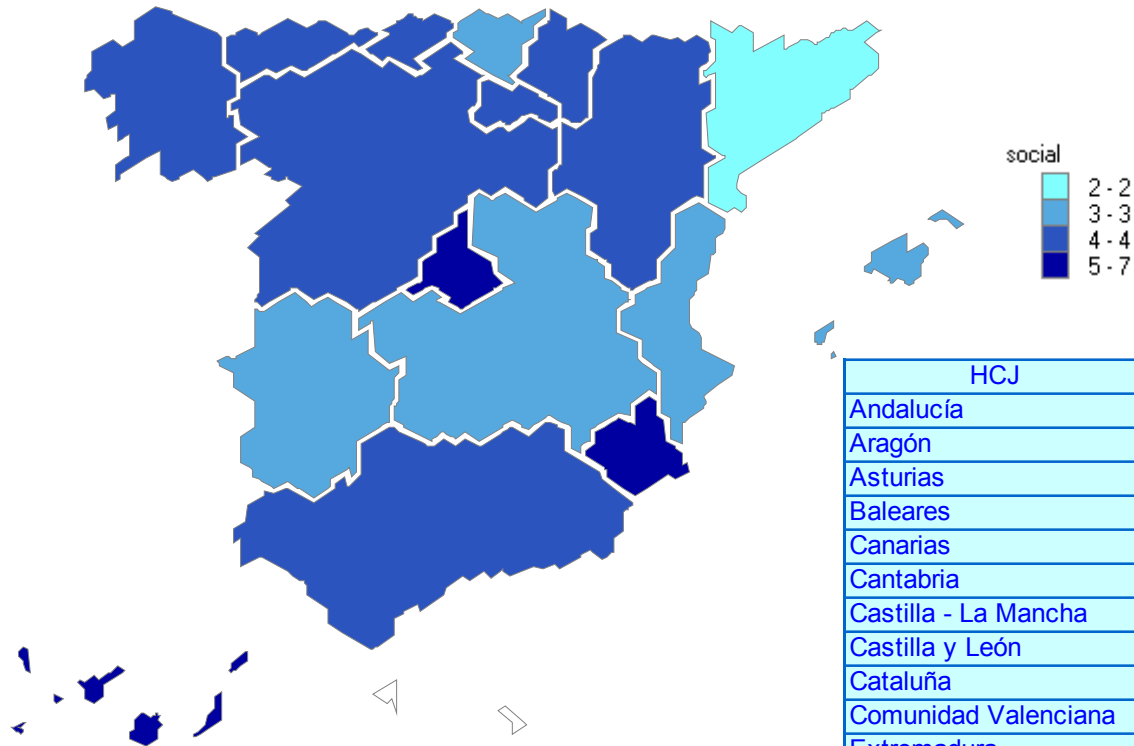 social
2 - 2
3 - 3
4 - 4
5 - 7
HCJ
Andalucía
Aragón
Asturias
Baleares
Canarias
Cantabria
Castilla - La Mancha
Castilla y León
Cataluña
Comunidad Valenciana
Extremadura